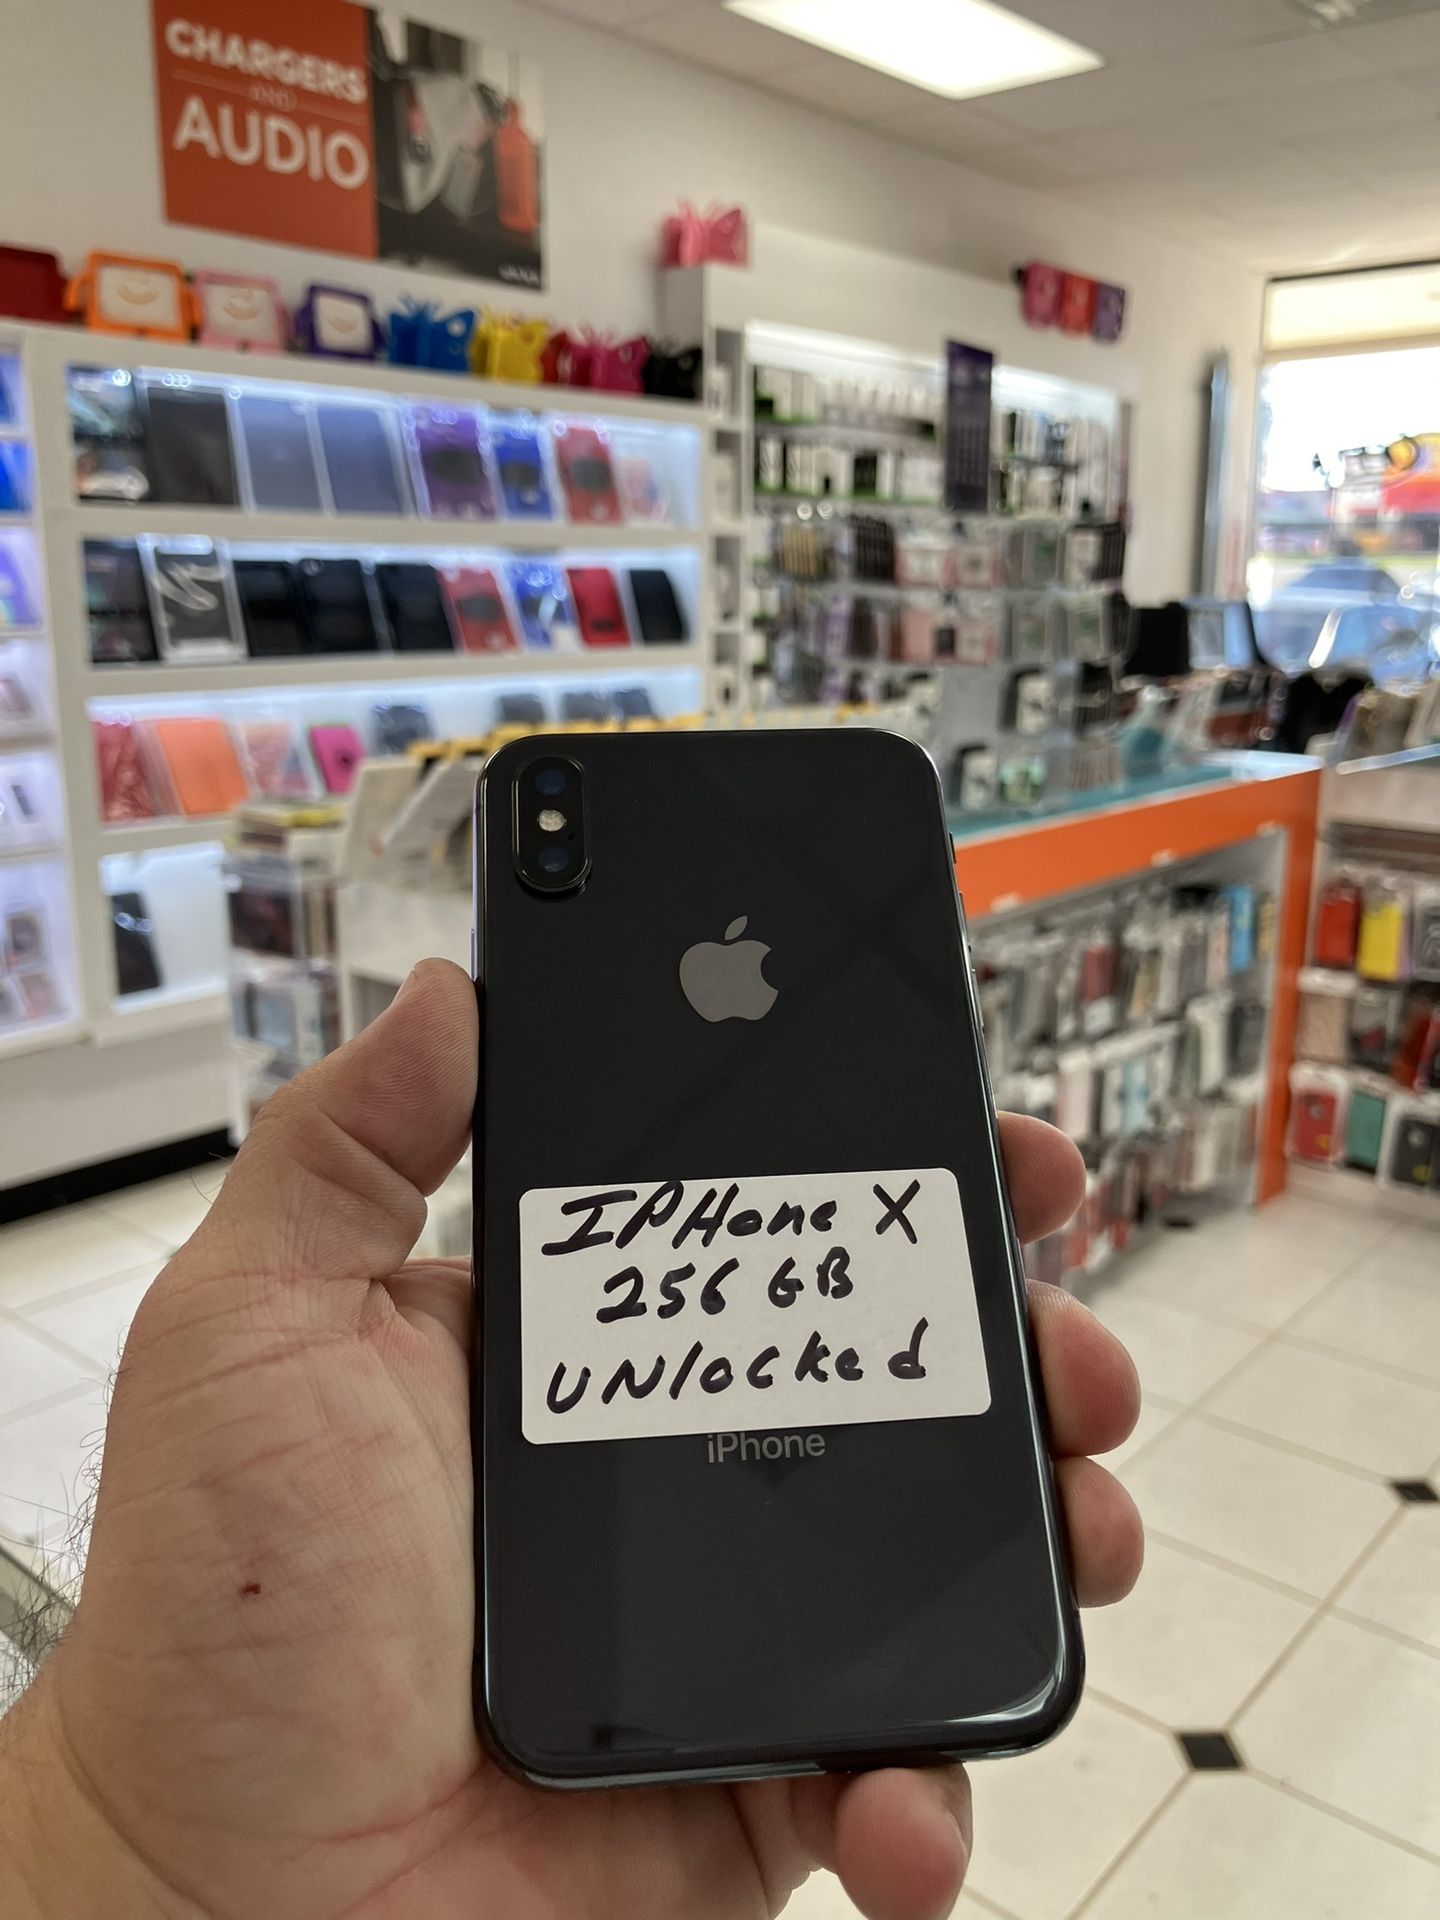 CHARGERS
AND
AUDIO
IPHone X
256 GB
UNlocked
iPhone